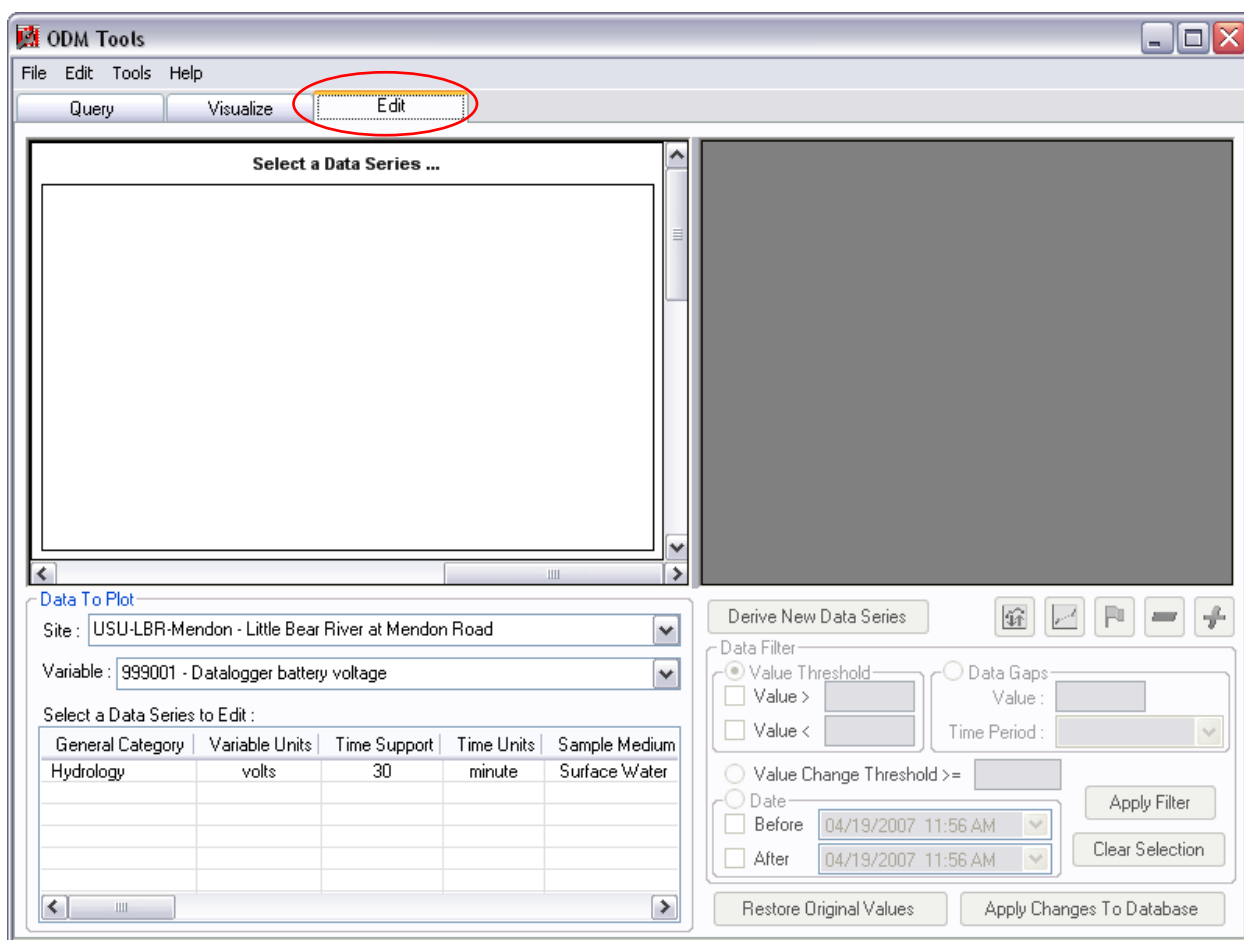 ODM Tools
File Edit Tools Help
Query Visualize Edit
Select a Data Series ...
Data To Plot
Site : USU-LBR-Mendon - Little Bear River at Mendon Road
Variable : 999001 - Datalogger battery voltage
Select a Data Series to Edit :
General Category Variable Units Time Support Time Units Sample Medium
Hydrology volts 30 minute Surface Water
Derive New Data Series
Data Filter
Value Threshold
Value >
Value <
Data Gaps
Value :
Time Period :
Value Change Threshold >=
Date
Before 04/19/2007 11:56 AM
After 04/19/2007 11:56 AM
Apply Filter
Clear Selection
Restore Original Values
Apply Changes To Database